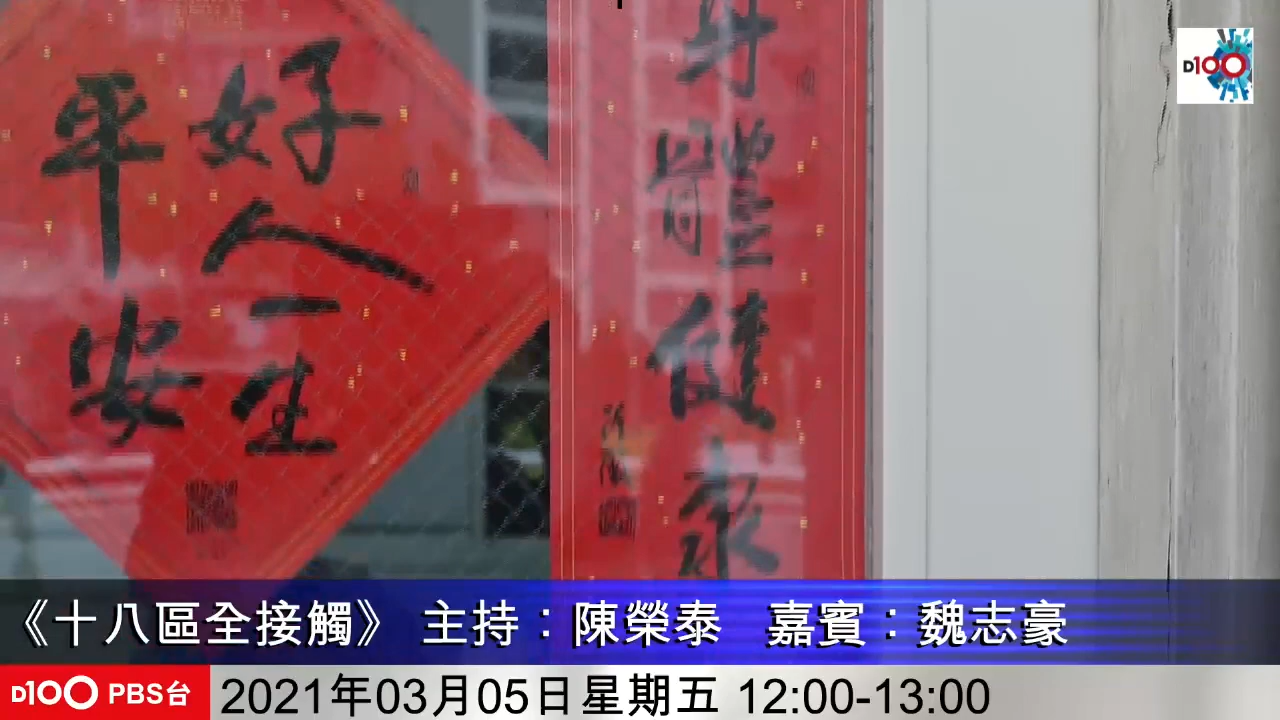 好人一生
平安
身體健康
D100
《十八區全接觸》 主持：陳榮泰 嘉賓：魏志豪
D100 PBS台
2021年03月05日星期五 12:00-13:00